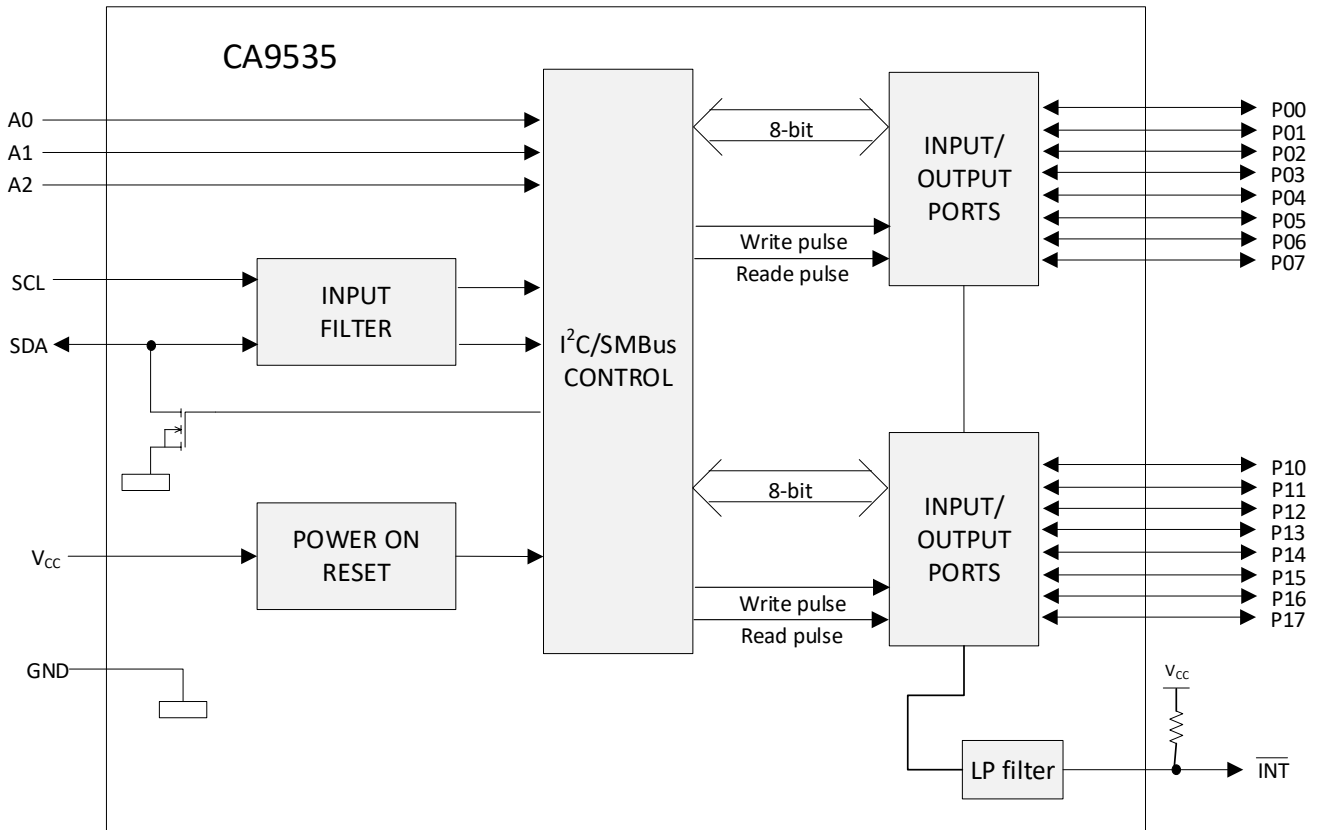 CA9535
A0
A1
A2
SCL
SDA
V_CC
GND
INPUT
FILTER
POWER ON
RESET
I²C/SMBus
CONTROL
8-bit
Write pulse
Reade pulse
8-bit
Write pulse
Read pulse
INPUT/
OUTPUT
PORTS
INPUT/
OUTPUT
PORTS
P00
P01
P02
P03
P04
P05
P06
P07
P10
P11
P12
P13
P14
P15
P16
P17
V_CC
LP filter
INT